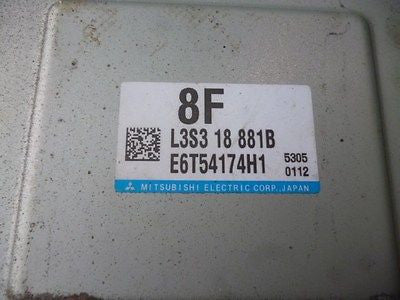 8F
L3S3 18 881B
E6T54174H1 5305
0112
MITSUBISHI ELECTRIC CORP., JAPAN